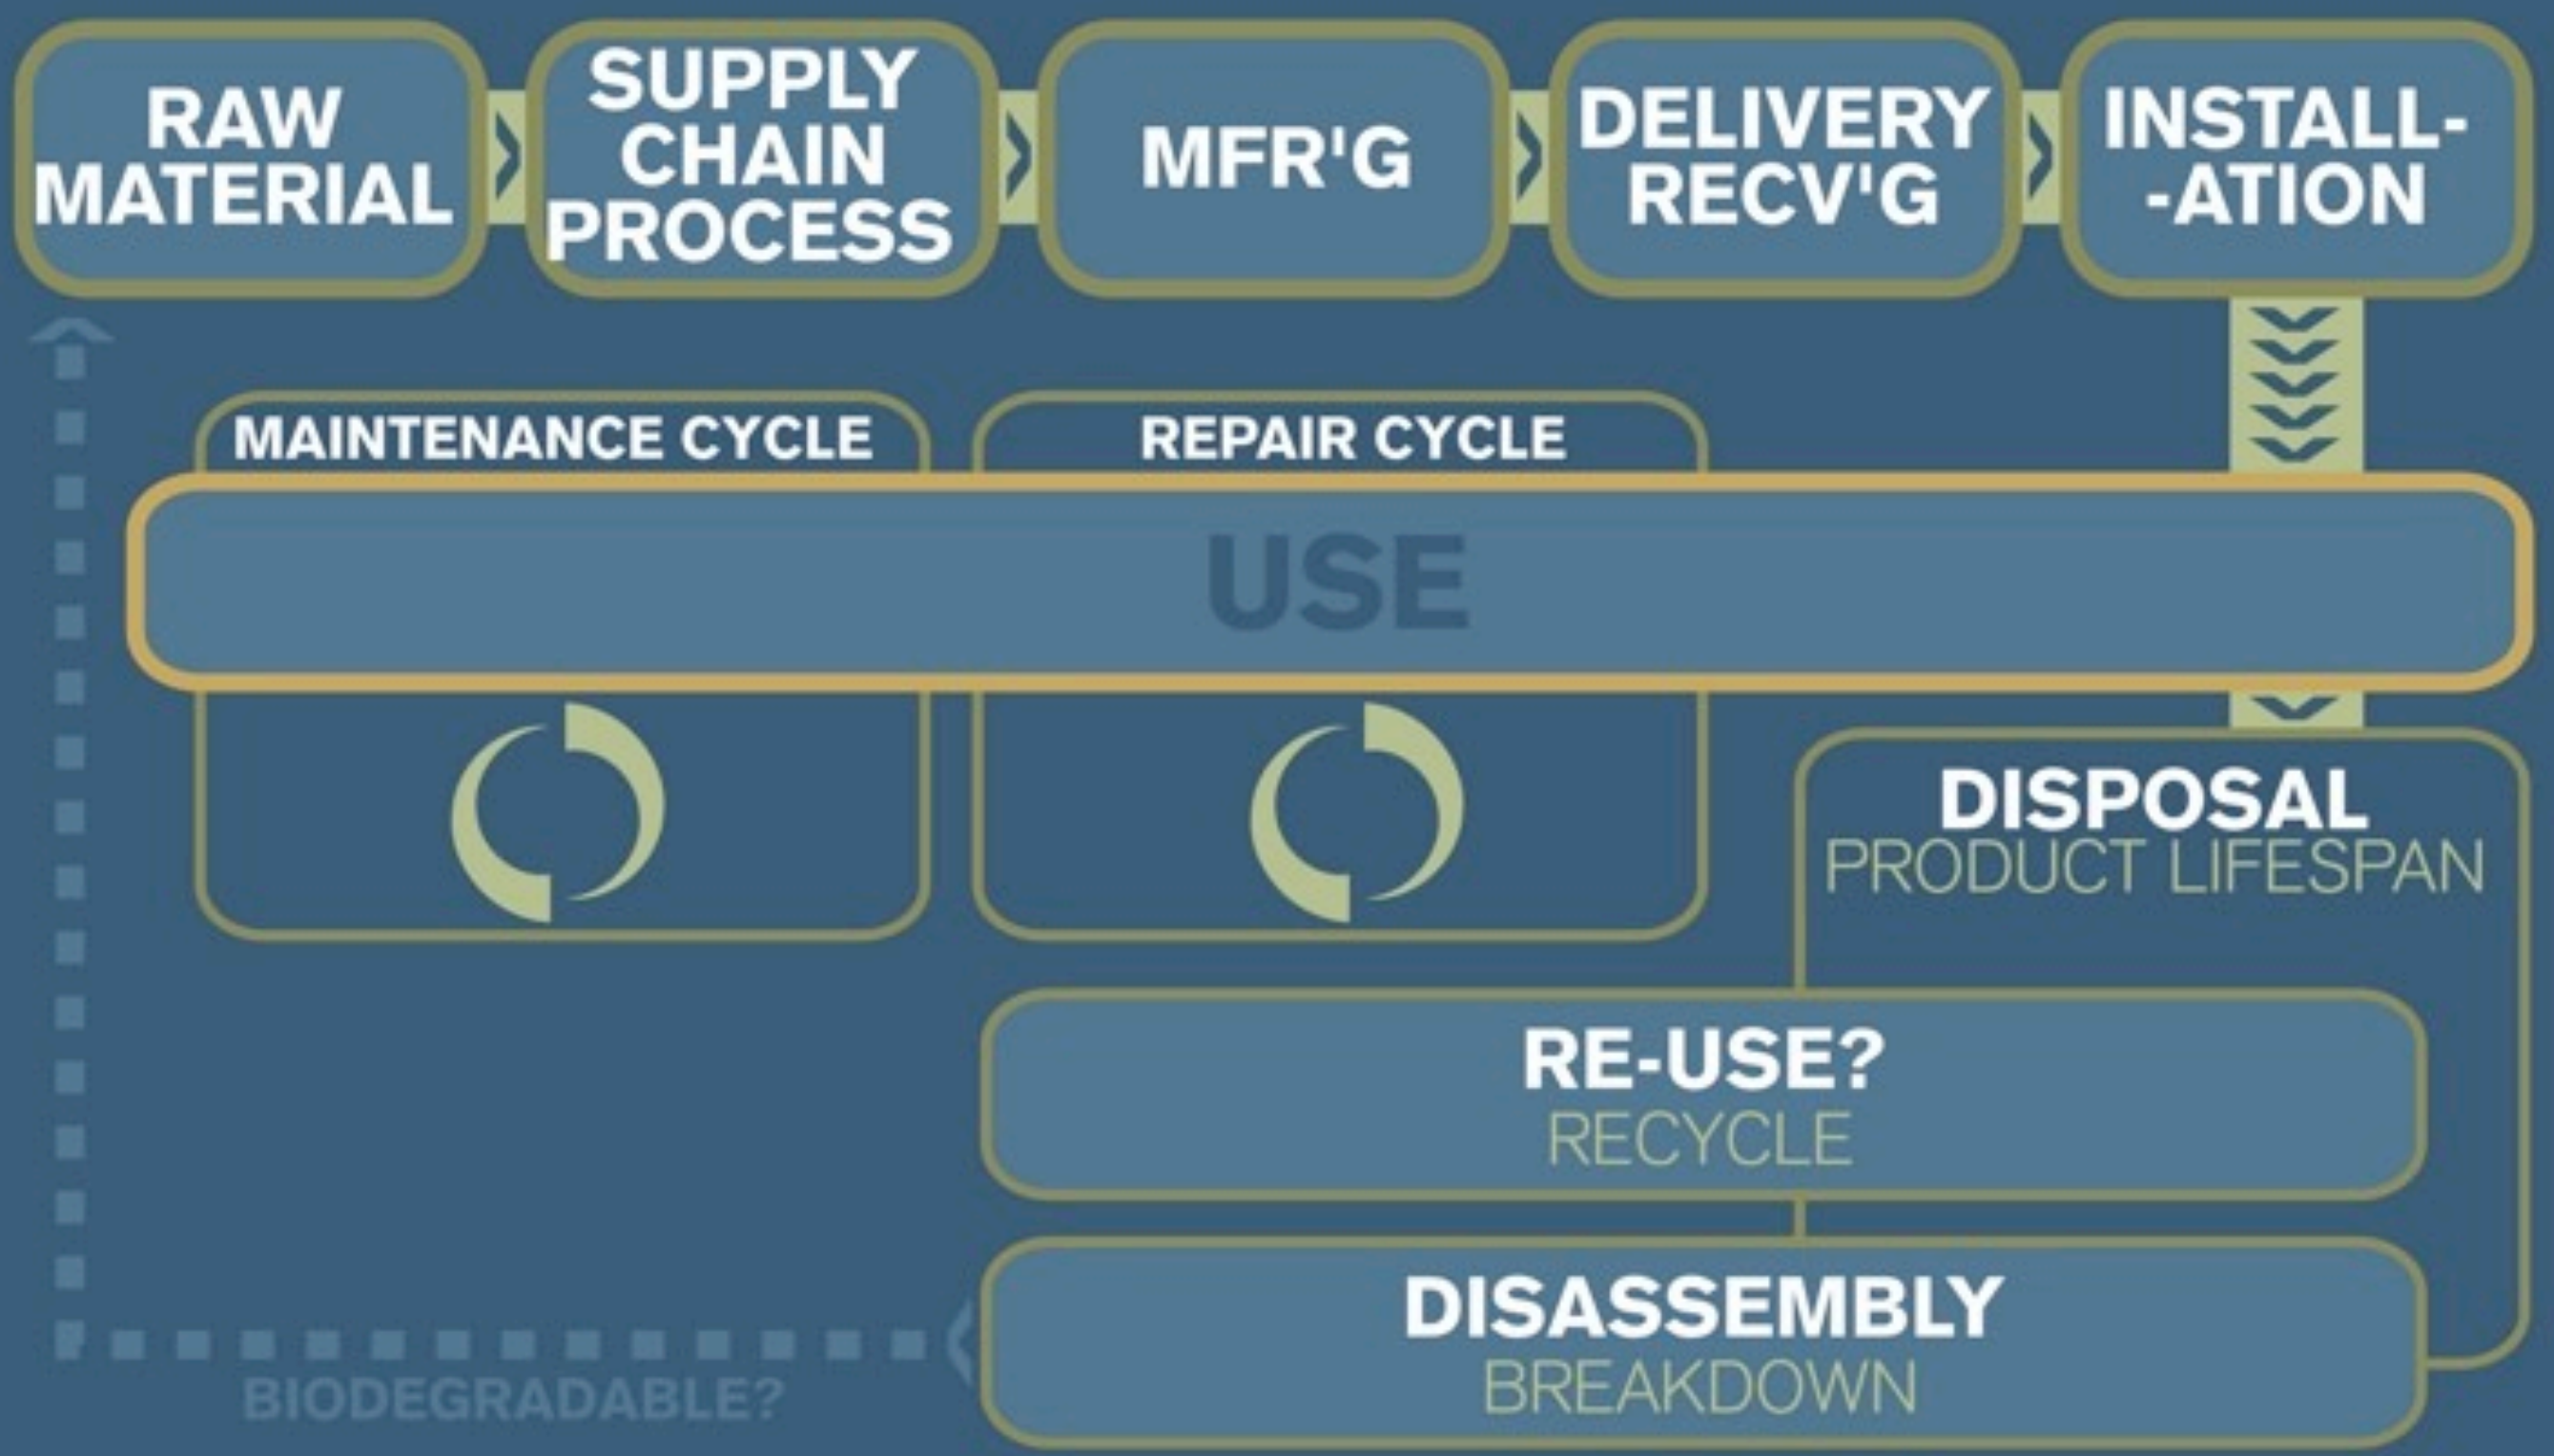 RAW
MATERIAL
SUPPLY
CHAIN
PROCESS
MFR'G
DELIVERY
RECV'G
INSTALL-
-ATION
MAINTENANCE CYCLE
REPAIR CYCLE
USE
DISPOSAL
PRODUCT LIFESPAN
RE-USE?
RECYCLE
DISASSEMBLY
BREAKDOWN
BIODEGRADABLE?